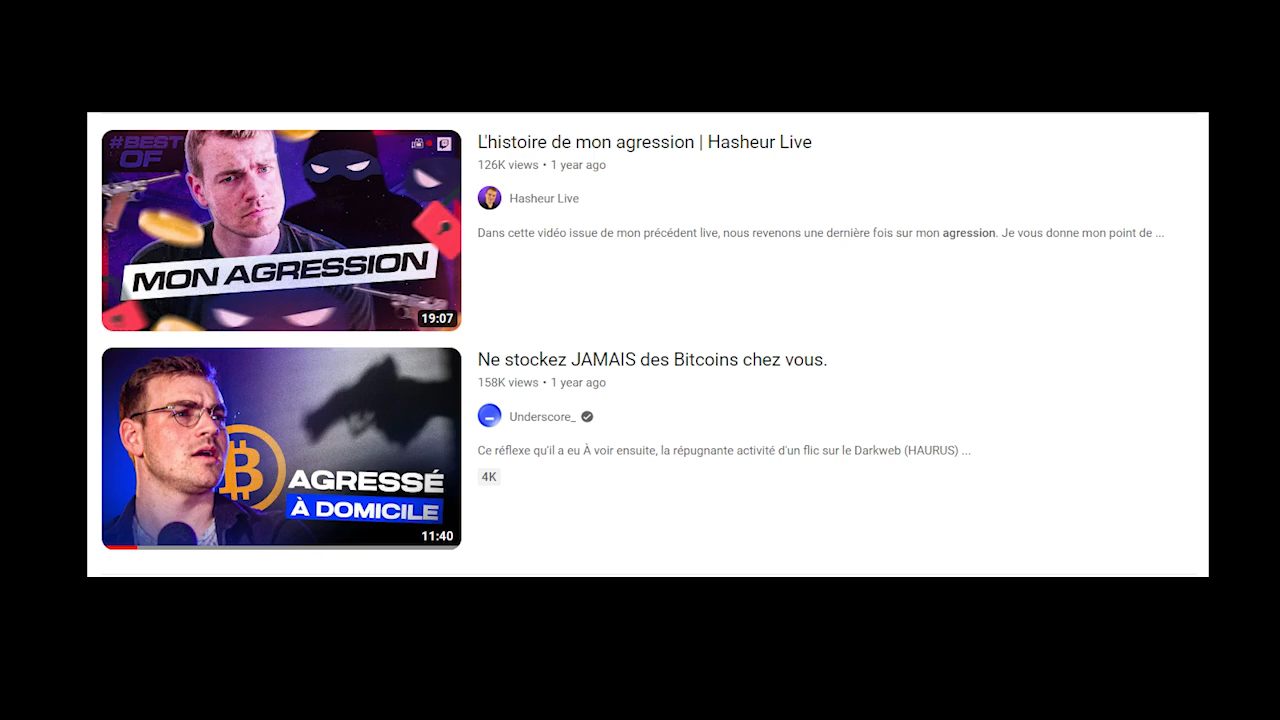 #BEST
OF
MON AGRESSION
19:07
L'histoire de mon agression | Hasheur Live
126K views • 1 year ago
Hasheur Live
Dans cette vidéo issue de mon précédent live, nous revenons une dernière fois sur mon agression. Je vous donne mon point de ...
AGRESSÉ
À DOMICILE
11:40
Ne stockez JAMAIS des Bitcoins chez vous.
158K views • 1 year ago
Underscore_
Ce réflexe qu'il a eu À voir ensuite, la répugnante activité d'un flic sur le Darkweb (HAURUS) ...
4K